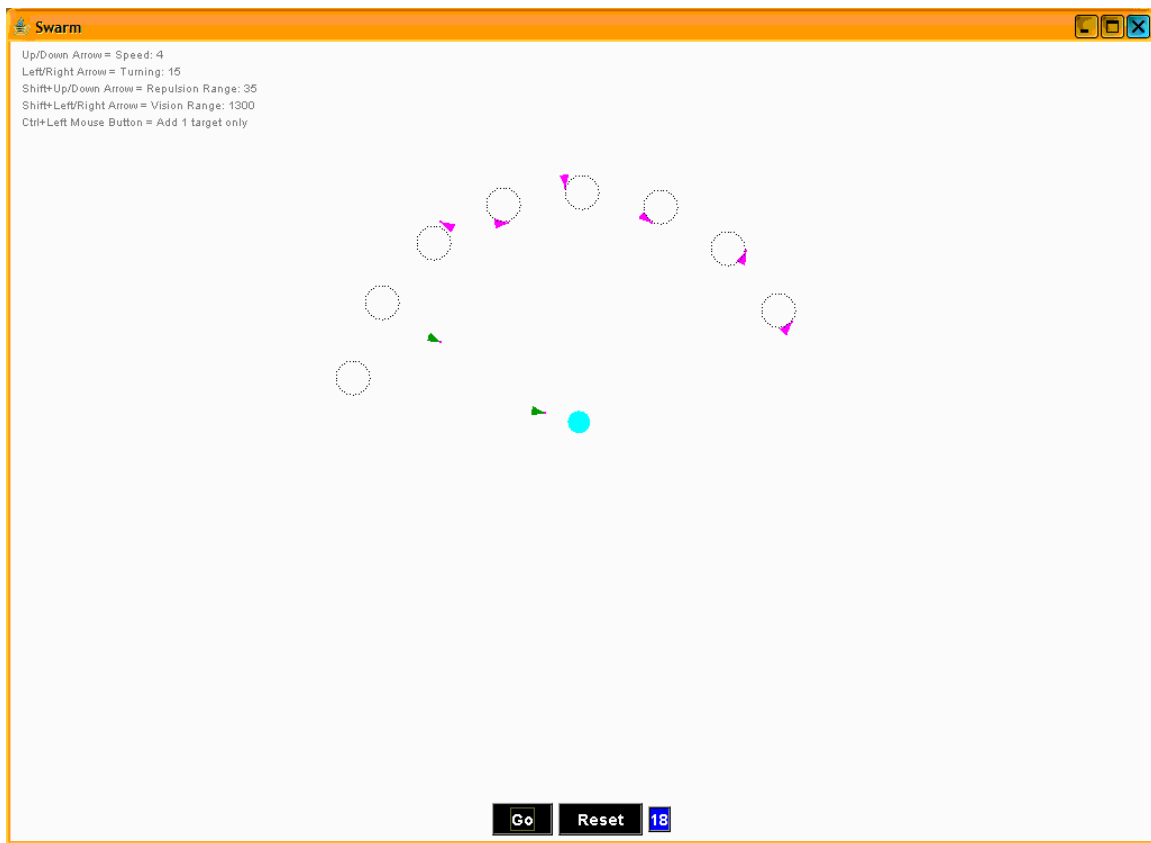 Swarm
Up/Down Arrow = Speed: 4
Left/Right Arrow = Turning: 15
Shift+Up/Down Arrow = Repulsion Range: 35
Shift+Left/Right Arrow = Vision Range: 1300
Ctrl+Left Mouse Button = Add 1 target only
Go Reset 18